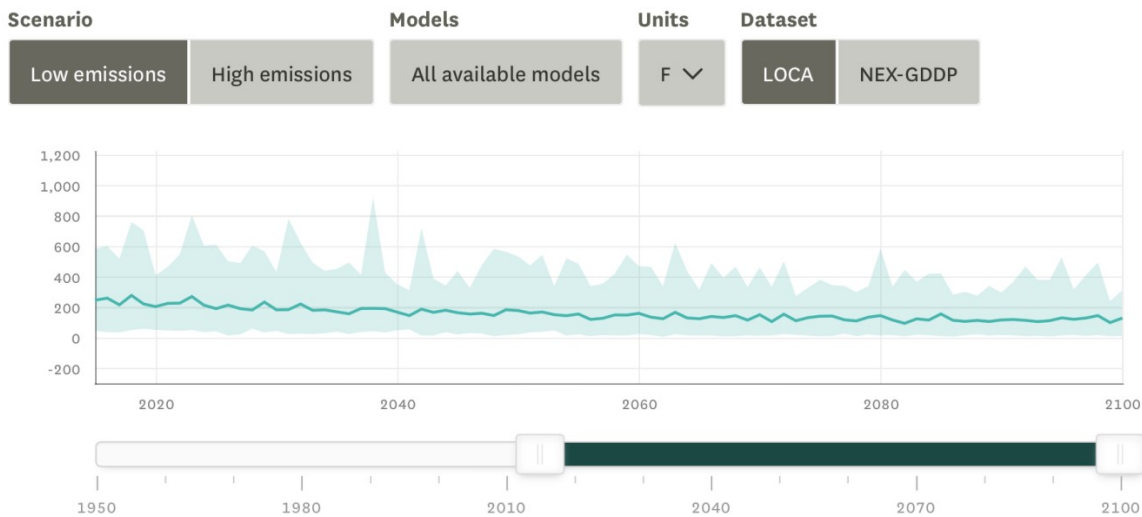 Scenario Models Units Dataset
Low emissions High emissions All available models F LOCA NEX-GDDP
1,200
1,000
800
600
400
200
0
-200
2020 2040 2060 2080 2100
1950 1980 2010 2040 2070 2100